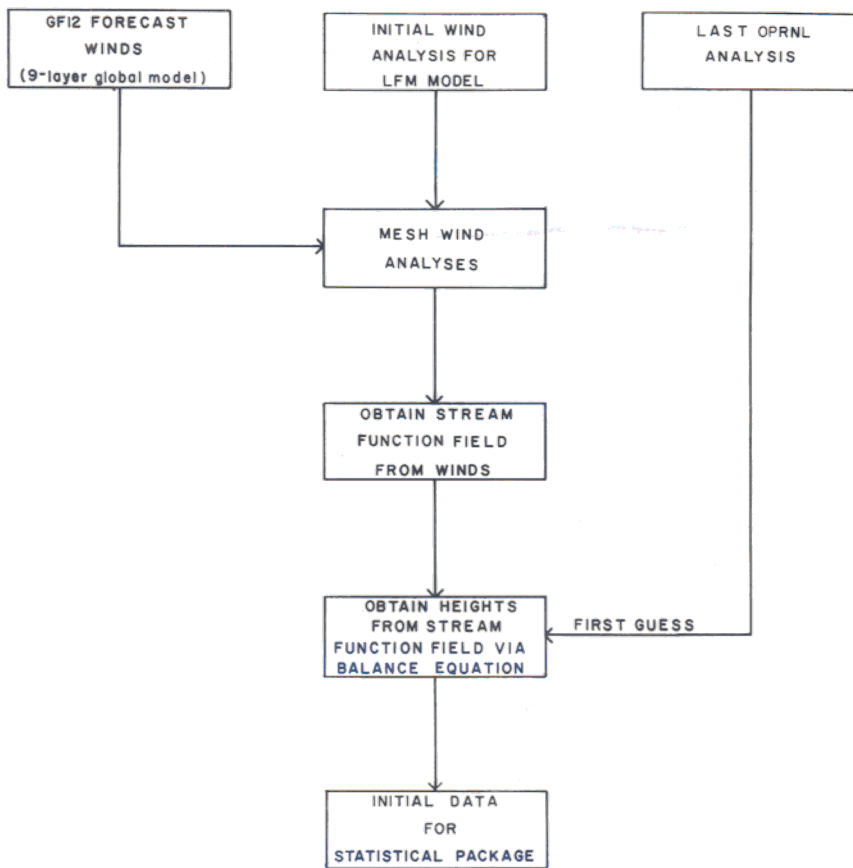 GF12 FORECAST
WINDS
(9-layer global model)
INITIAL WIND
ANALYSIS FOR
LFM MODEL
LAST OPRNL
ANALYSIS
MESH WIND
ANALYSES
OBTAIN STREAM
FUNCTION FIELD
FROM WINDS
OBTAIN HEIGHTS
FROM STREAM
FUNCTION FIELD VIA
BALANCE EQUATION
FIRST GUESS
INITIAL DATA
FOR
STATISTICAL PACKAGE